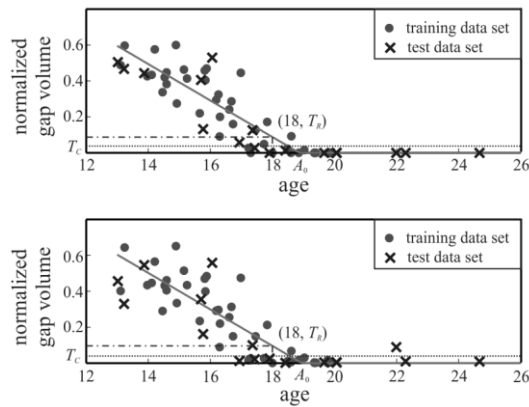 normalized
gap volume
0.6
0.4
0.2
T_C
training data set
test data set
(18, T_R)
12
14
16
18
A_0
20
22
24
26
age
normalized
gap volume
0.6
0.4
0.2
T_C
training data set
test data set
(18, T_R)
12
14
16
18
A_0
20
22
24
26
age